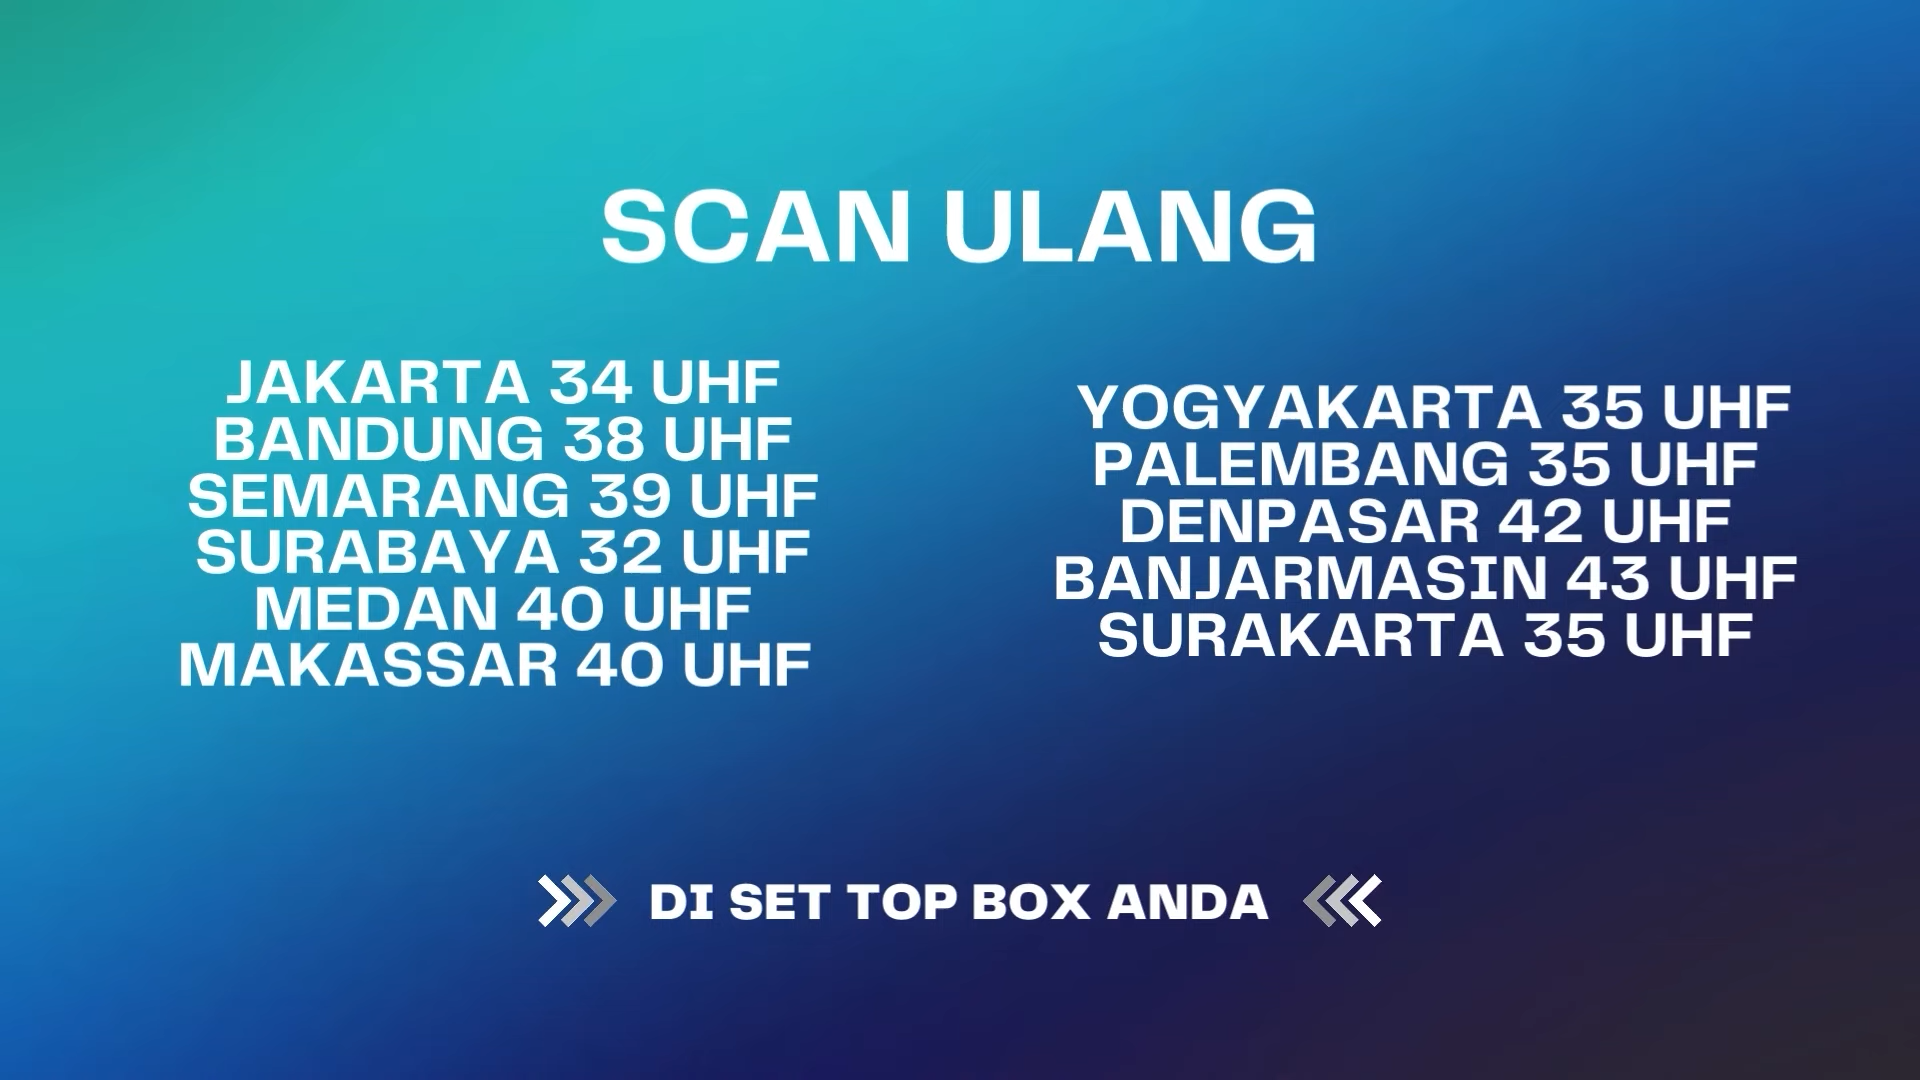 SCAN ULANG
JAKARTA 34 UHF
BANDUNG 38 UHF
SEMARANG 39 UHF
SURABAYA 32 UHF
MEDAN 40 UHF
MAKASSAR 40 UHF
YOGYAKARTA 35 UHF
PALEMBANG 35 UHF
DENPASAR 42 UHF
BANJARMASIN 43 UHF
SURAKARTA 35 UHF
DI SET TOP BOX ANDA